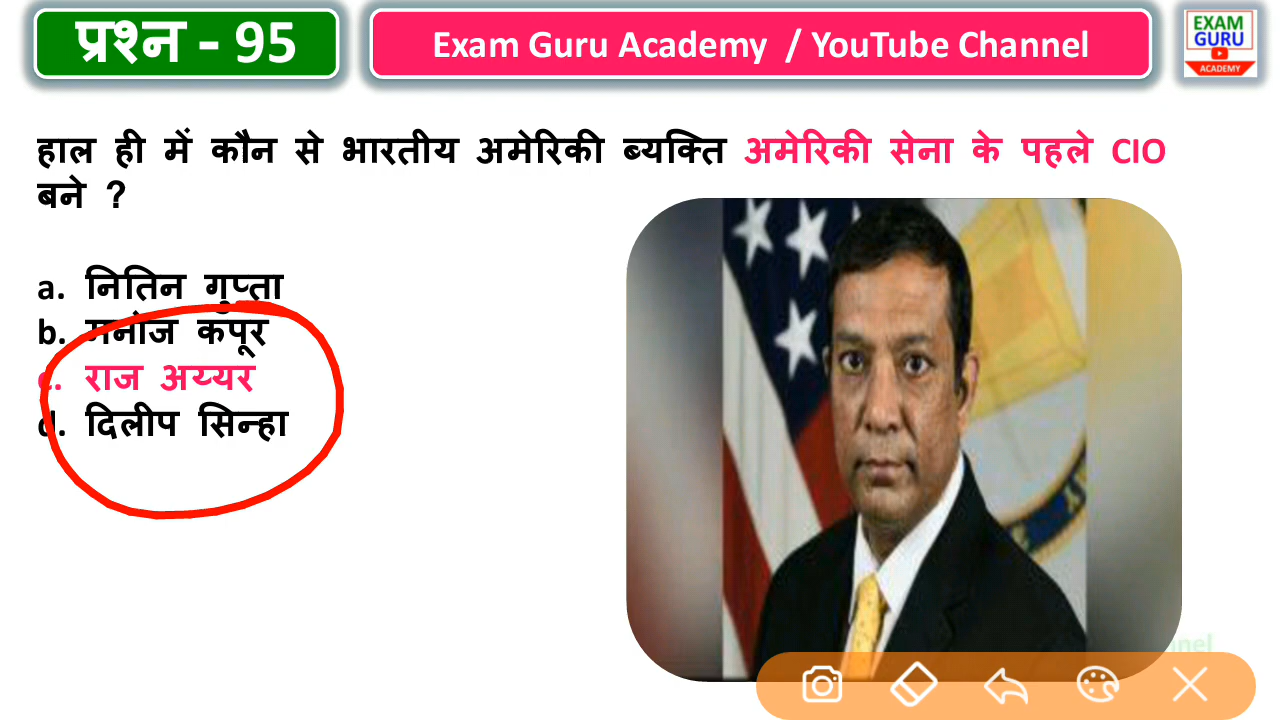 प्रश्न - 95
Exam Guru Academy / YouTube Channel
EXAM
GURU
ACADEMY
हाल ही में कौन से भारतीय अमेरिकी ब्यक्ति अमेरिकी सेना के पहले CIO
बने ?
a. नितिन गुप्ता
b. मनोज कपूर
c. राज अय्यर
d. दिलीप सिन्हा